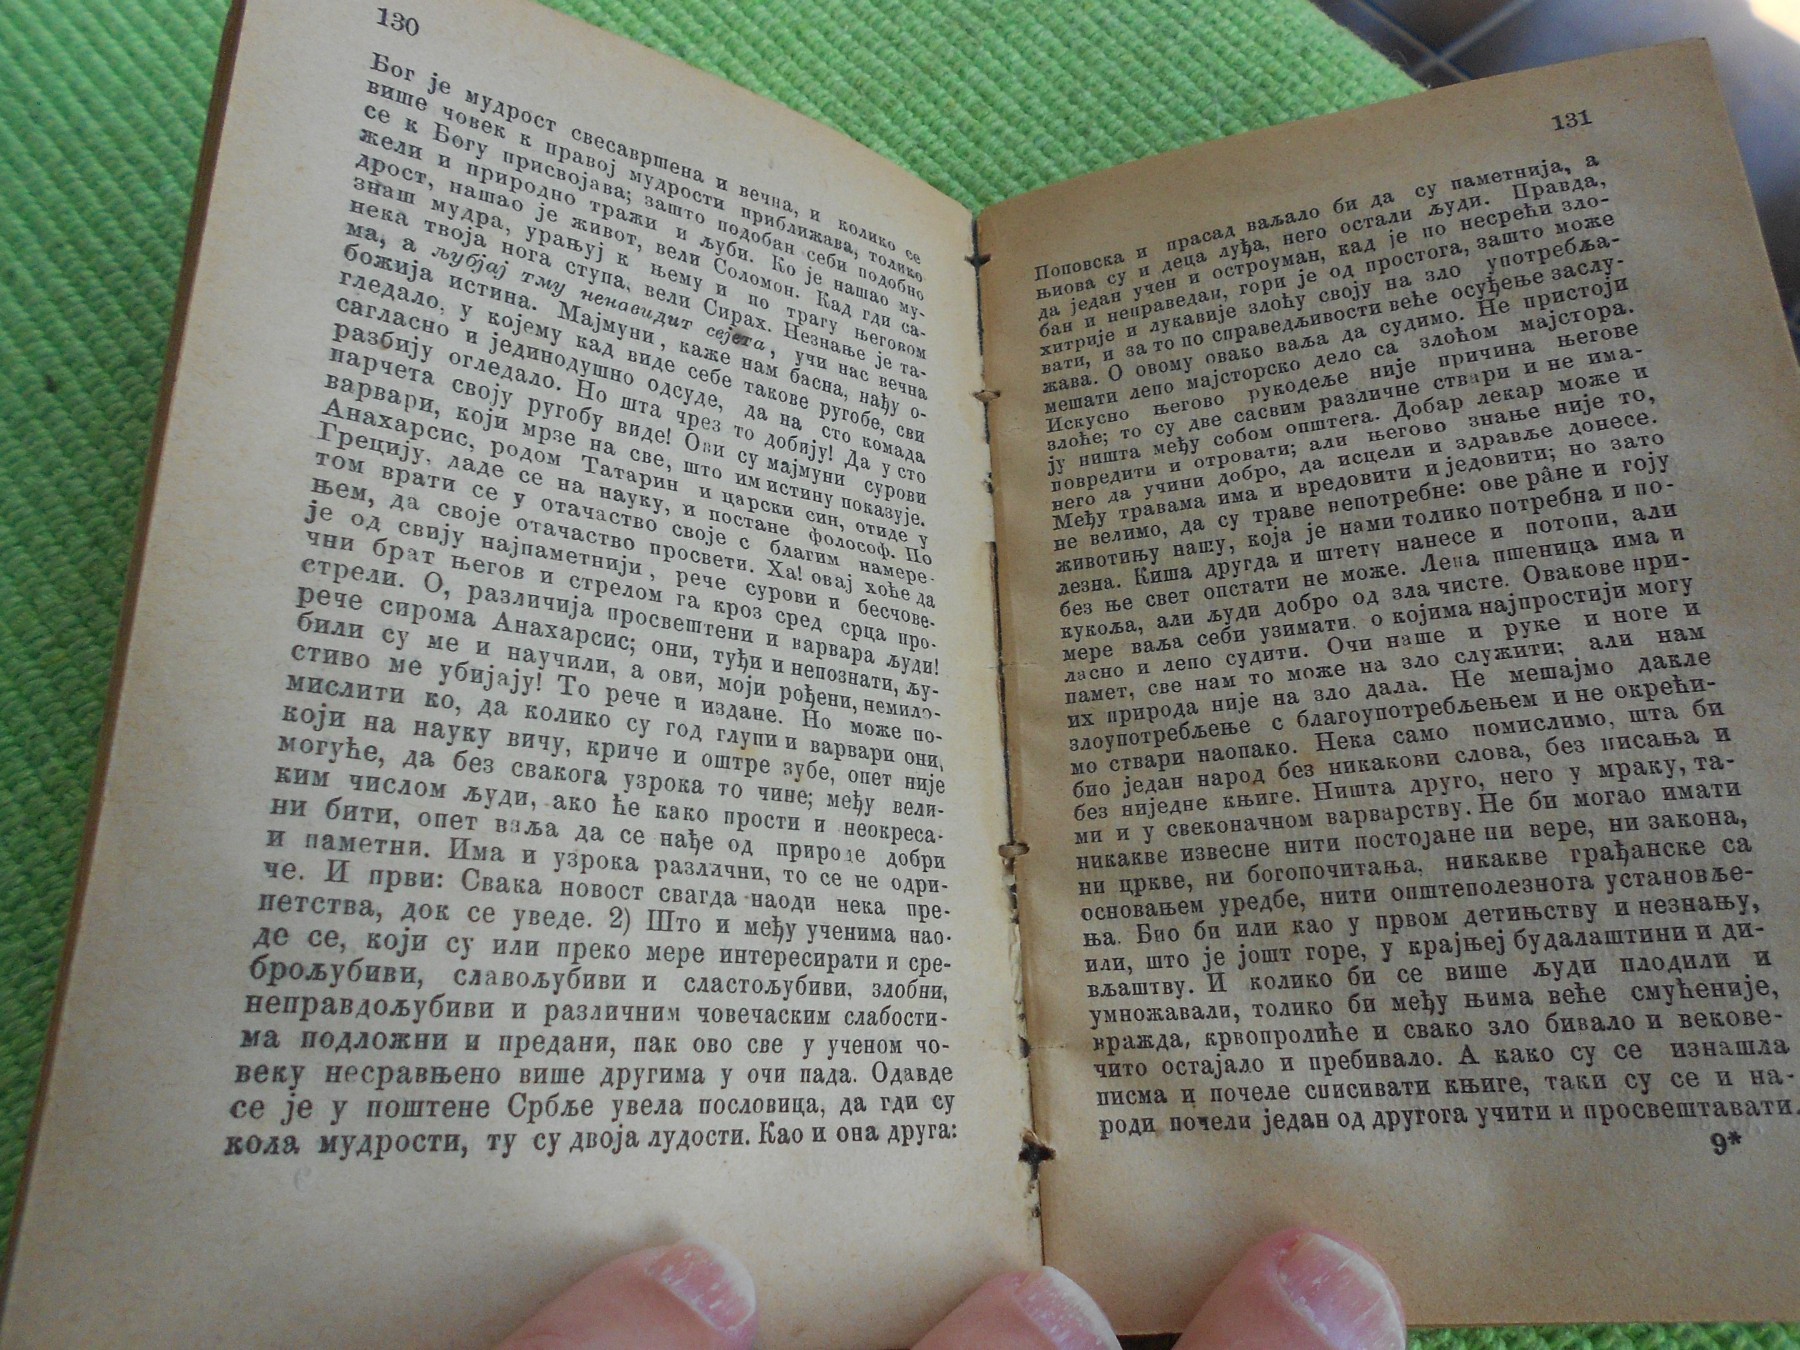 130
Бог је мудрост свесавршена и вечна, и колико се
више човек к правој мудрости приближава, толико
се к Богу присвојава; зашто подобан себи подобно
жели и природно тражи и љуби. Ко је нашао му-
дрост, нашао је живот, вели Соломон. Кад гди са-
знаш мудра, урањуј к њему и по трагу његовом
нека твоја нога ступа, вели Сирах. Незнање је та-
ма, а љубјај тму ненавидит сејета, учи нас вечна
божија истина. Мајмуни, каже нам басна, нађу о-
гледало, у којему кад виде себе такове ругобе, сви
сагласно и јединодушно одсуде, да на сто комада
разбију огледало. Но шта чрез то добију! Да у сто
парчета своју ругобу виде! Они су мајмуни сурови
варвари, који мрзе на све, што им истину показује.
Анахарсис, родом Татарин и царски син, отиде у
Грецију, даде се на науку, и постане фолософ. По
том врати се у отачаство своје с благим намере-
њем, да своје отачаство просвети. Ха! овај хоће да
је од свију најпаметнији, рече сурови и бесчове-
чни брат његов и стрелом га кроз сред срца про-
стрели. О, различија просвештени и варвара људи!
рече сирома Анахарсис; они, туђи и непознати, љу-
били су ме и научили, а ови, моји рођени, немило-
стиво ме убијају! То рече и издане. Но може по-
мислити ко, да колико су год глупи и варвари они,
који на науку вичу, криче и оштре зубе, опет није
могуће, да без свакога узрока то чине; међу вели-
ким числом људи, ако ће како прости и неокреса-
ни бити, опет ваља да се нађе од природе добри
и паметни. Има и узрока различни, то се не одри-
че. И први: Свака новост свагда наоди нека пре-
петства, док се уведе. 2) Што и међу ученима нао-
де се, који су или преко мере интересирати и сре-
брољубиви, славољубиви и сластољубиви, злобни,
неправдољубиви и различним човечаским слабости-
ма подложни и предани, пак ово све у ученом чо-
веку несравњено више другима у очи пада. Одавде
се је у поштене Србље увела пословица, да гди су
кола мудрости, ту су двоја лудости. Као и она друга:
131
Поповска и прасад ваљало би да су паметнија, а
њиова су и деца луђа, него остали људи. Правда,
да један учен и остроуман, кад је по несрећи зло-
бан и неправедан, гори је од простога, зашто може
хитрије и лукавије злоћу своју на зло употребља-
вати, и за то по справедљивости веће осуђење заслу-
жава. О овому овако ваља да судимо. Не пристоји
мешати лепо мајсторско дело са злоћом мајстора.
Искусно његово рукодеље није причина његове
злоће; то су две сасвим различне ствари и не има-
ју ништа међу собом општега. Добар лекар може и
повредити и отровати; али његово знање није то,
него да учини добро, да исцели и здравље донесе.
Међу травама има и вредовити и једовити; но зато
не велимо, да су траве непотребне: ове ране и гоју
животињу нашу, која је нами толико потребна и по-
лезна. Киша другда и штету нанесе и потопи, али
без ње свет опстати не може. Лепа пшеница има и
кукоља, али људи добро од зла чисте. Овакове при-
мере ваља себи узимати, о којима најпростији могу
ласно и лепо судити. Очи наше и руке и ноге и
памет, све нам то може на зло служити; али нам
их природа није на зло дала. Не мешајмо дакле
злоупотребљење с благоупотребљењем и не окрећи-
мо ствари наопако. Нека само помислимо, шта би
био један народ без никакови слова, без писања и
без ниједне књиге. Ништа друго, него у мраку, та-
ми и у свеконачном варварству. Не би могао имати
никакве извесне нити постојане ни вере, ни закона,
ни цркве, ни богопочитања, никакве грађанске са
основањем уредбе, нити општеполезнога установље-
ња. Био би или као у првом детињству и незнању,
или, што је јошт горе, у крајњеј будалаштини и ди-
вљаштву. И колико би се више људи плодили и
умножавали, толико би међу њима веће смућеније,
вражда, крвопролиће и свако зло бивало и векове-
чито остајало и пребивало. А како су се изнашла
писма и почеле списивати књиге, таки су се и на-
роди почели један од другога учити и просвештавати.
9*